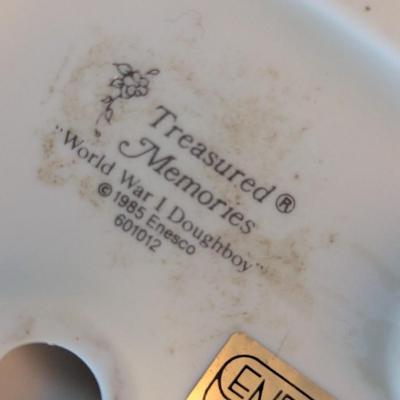 Treasured ®
Memories
"World War I Doughboy"
©1985 Enesco
601012